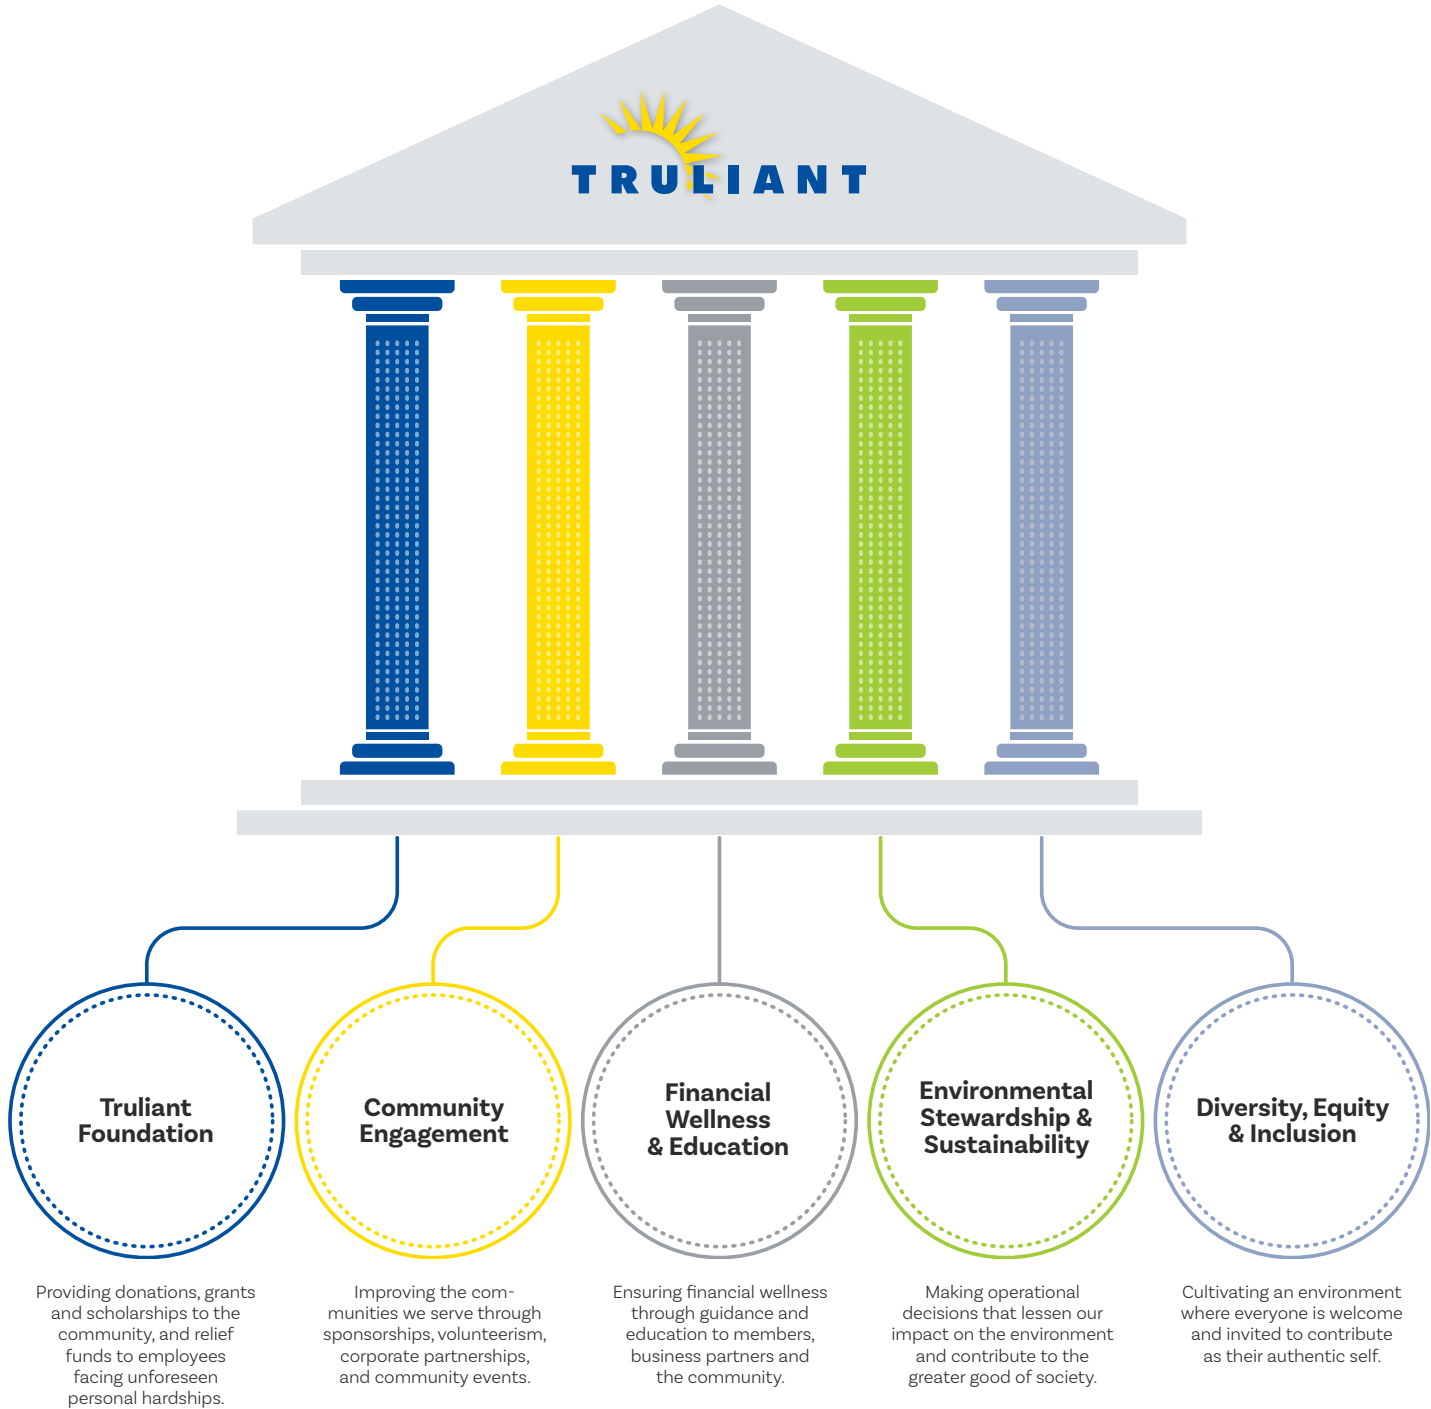 TRULIANT
Truliant
Foundation
Providing donations, grants
and scholarships to the
community, and relief
funds to employees
facing unforeseen
personal hardships.
Community
Engagement
Improving the com-
munities we serve through
sponsorships, volunteerism,
corporate partnerships,
and community events.
Financial
Wellness
& Education
Ensuring financial wellness
through guidance and
education to members,
business partners and
the community.
Environmental
Stewardship &
Sustainability
Making operational
decisions that lessen our
impact on the environment
and contribute to the
greater good of society.
Diversity, Equity
& Inclusion
Cultivating an environment
where everyone is welcome
and invited to contribute
as their authentic self.